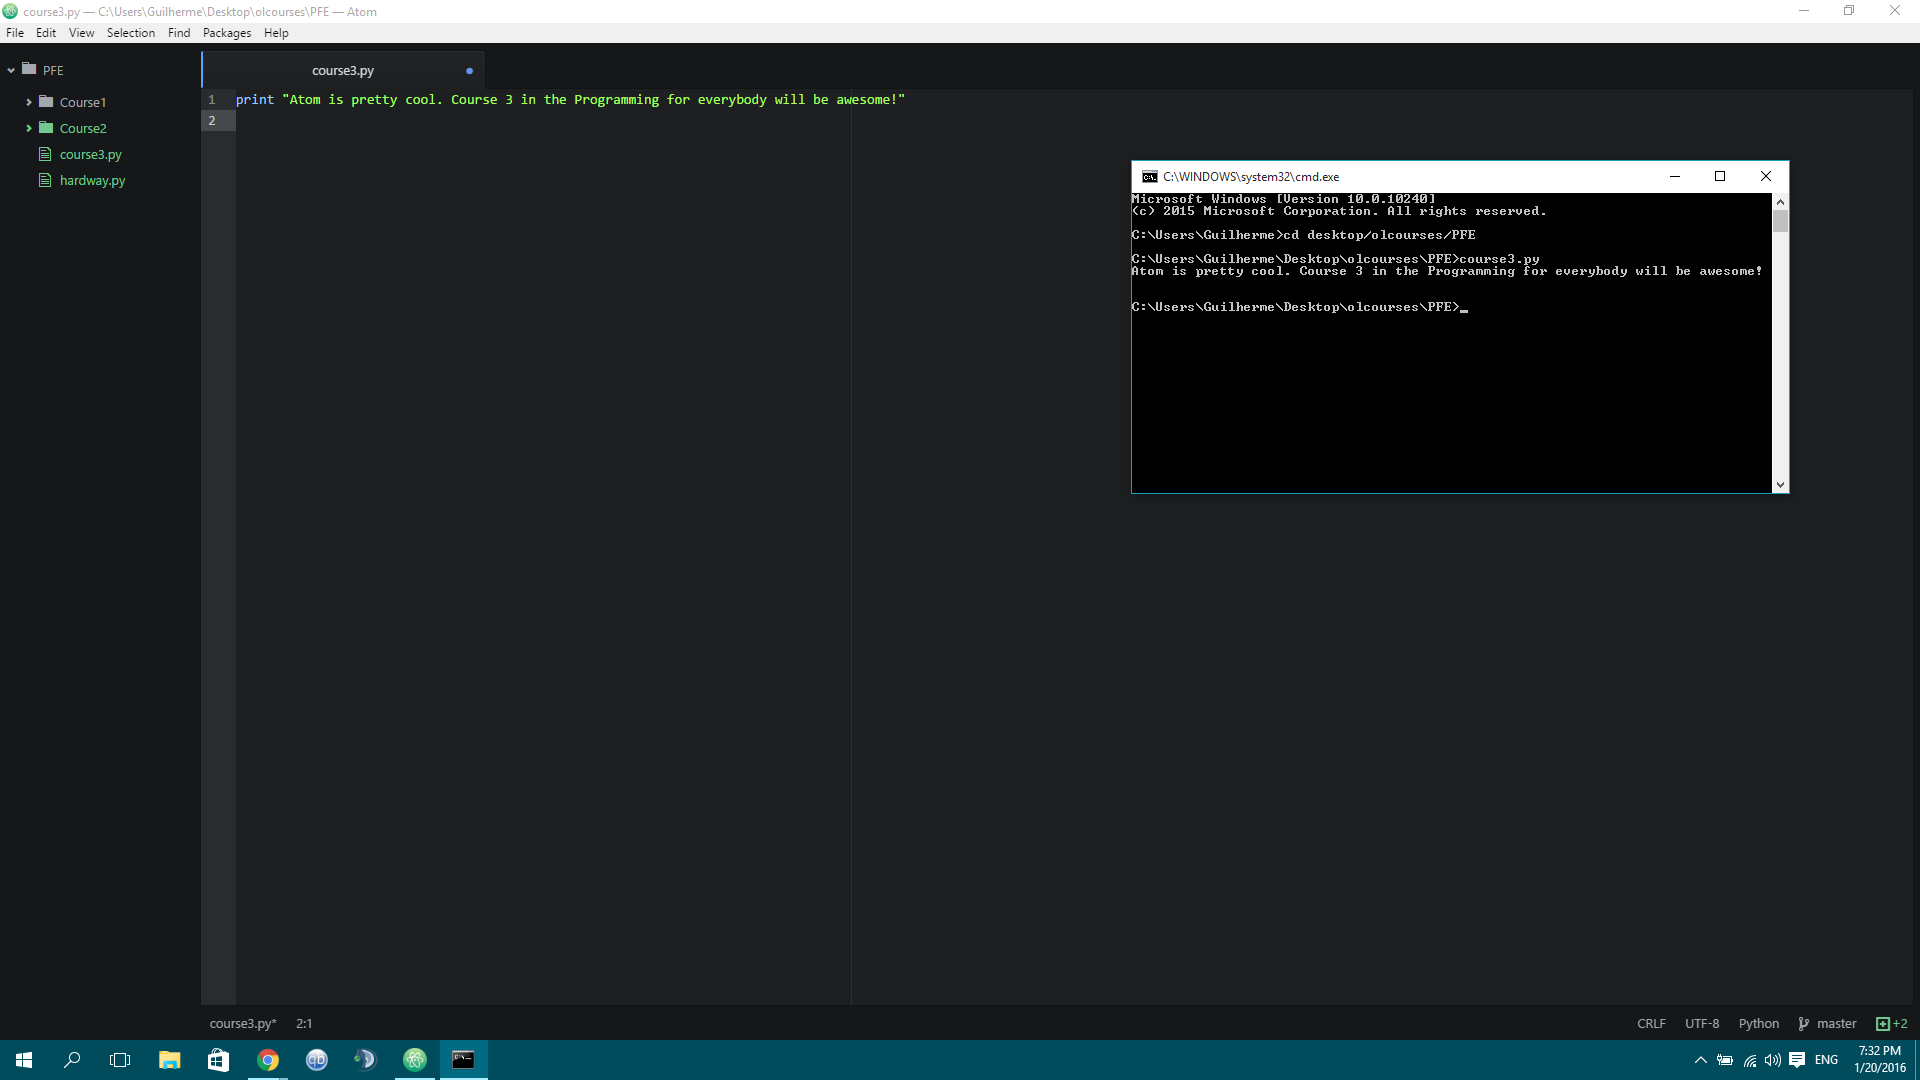 course3.py — C:\Users\Guilherme\Desktop\olcourses\PFE — Atom
File Edit View Selection Find Packages Help
PFE
Course1
Course2
course3.py
hardway.py
course3.py
1 print "Atom is pretty cool. Course 3 in the Programming for everybody will be awesome!"
2
C:\WINDOWS\system32\cmd.exe
Microsoft Windows [Version 10.0.10240]
(c) 2015 Microsoft Corporation. All rights reserved.
C:\Users\Guilherme>cd desktop/olcourses/PFE
C:\Users\Guilherme\Desktop\olcourses\PFE>course3.py
Atom is pretty cool. Course 3 in the Programming for everybody will be awesome!
C:\Users\Guilherme\Desktop\olcourses\PFE>_
course3.py* 2:1
CRLF UTF-8 Python master +2
qb
C:\.
ENG
7:32 PM
1/20/2016